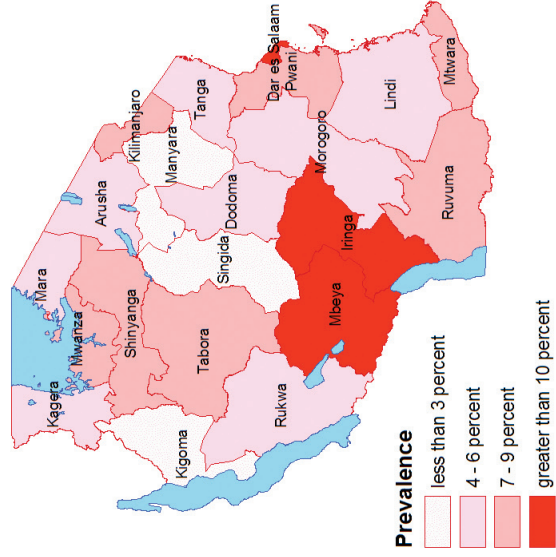 Kagera
Mara
Mwanza
Arusha
Shinyanga
Kilimanjaro
Manyara
Kigoma
Tabora
Singida
Dodoma
Tanga
Dar es Salaam
Pwani
Rukwa
Mbeya
Iringa
Morogoro
Lindi
Ruvuma
Mtwara
Prevalence
less than 3 percent
4 - 6 percent
7 - 9 percent
greater than 10 percent